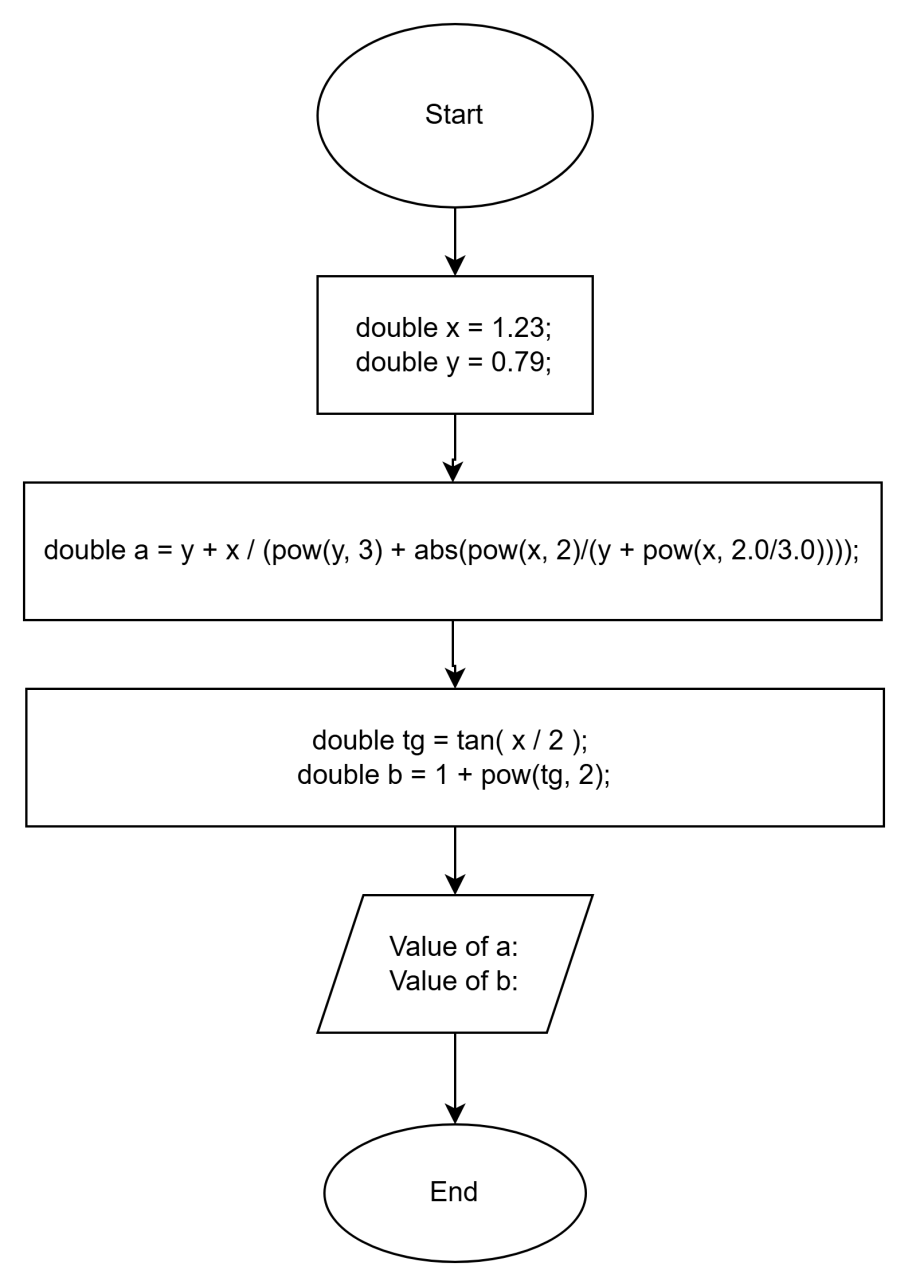 Start
double x = 1.23;
double y = 0.79;
double a = y + x / (pow(y, 3) + abs(pow(x, 2)/(y + pow(x, 2.0/3.0))));
double tg = tan( x / 2 );
double b = 1 + pow(tg, 2);
Value of a:
Value of b:
End